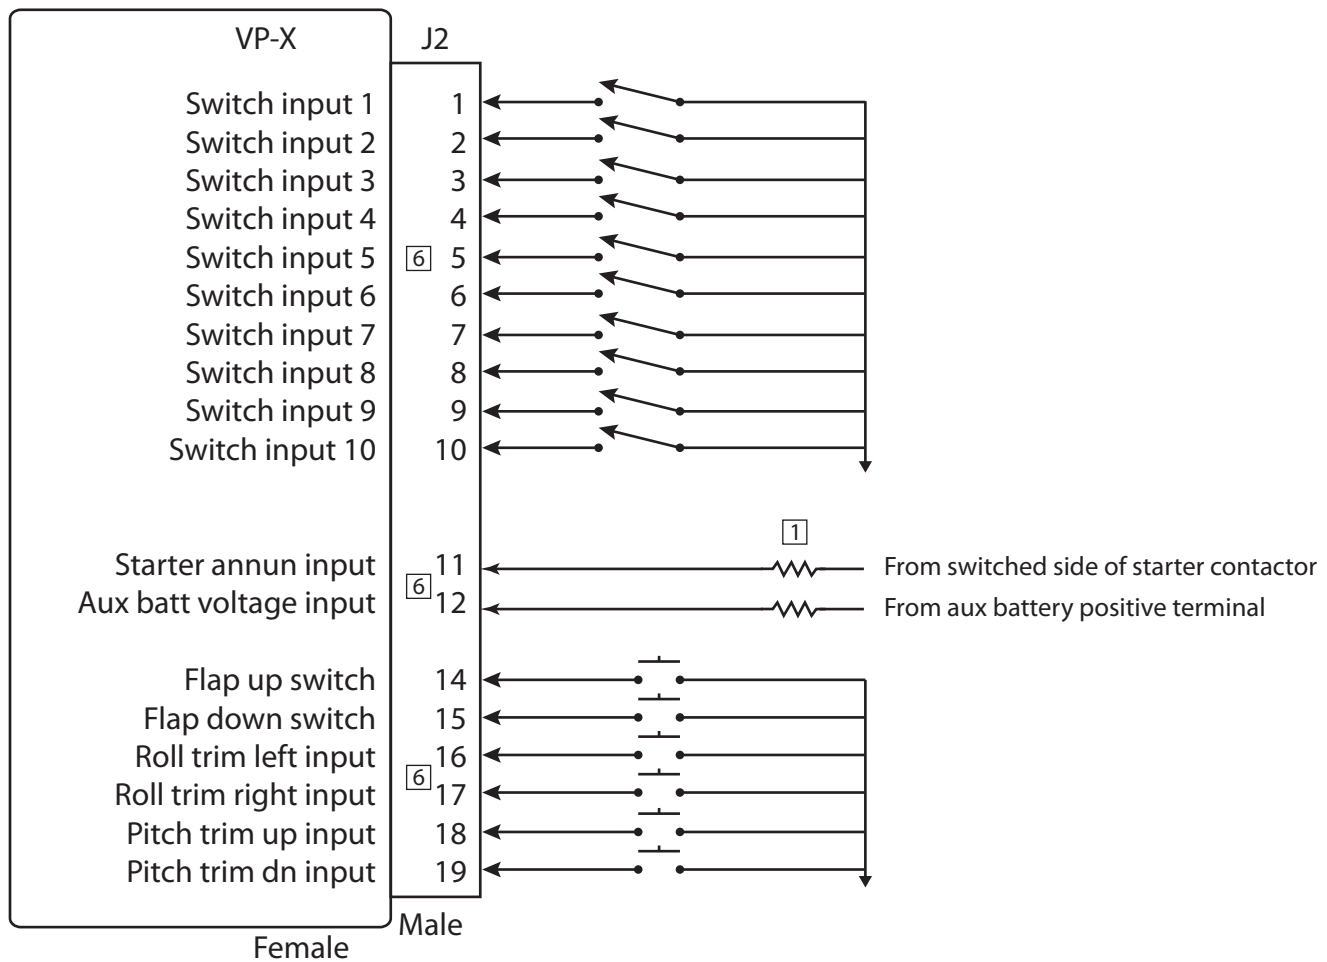 VP-X J2
Switch input 1 1
Switch input 2 2
Switch input 3 3
Switch input 4 4
Switch input 5 6 5
Switch input 6 6
Switch input 7 7
Switch input 8 8
Switch input 9 9
Switch input 10 10
1
Starter annun input 11 From switched side of starter contactor
6
Aux batt voltage input 12 From aux battery positive terminal
Flap up switch 14
Flap down switch 15
Roll trim left input 16
6
Roll trim right input 17
Pitch trim up input 18
Pitch trim dn input 19
Male
Female